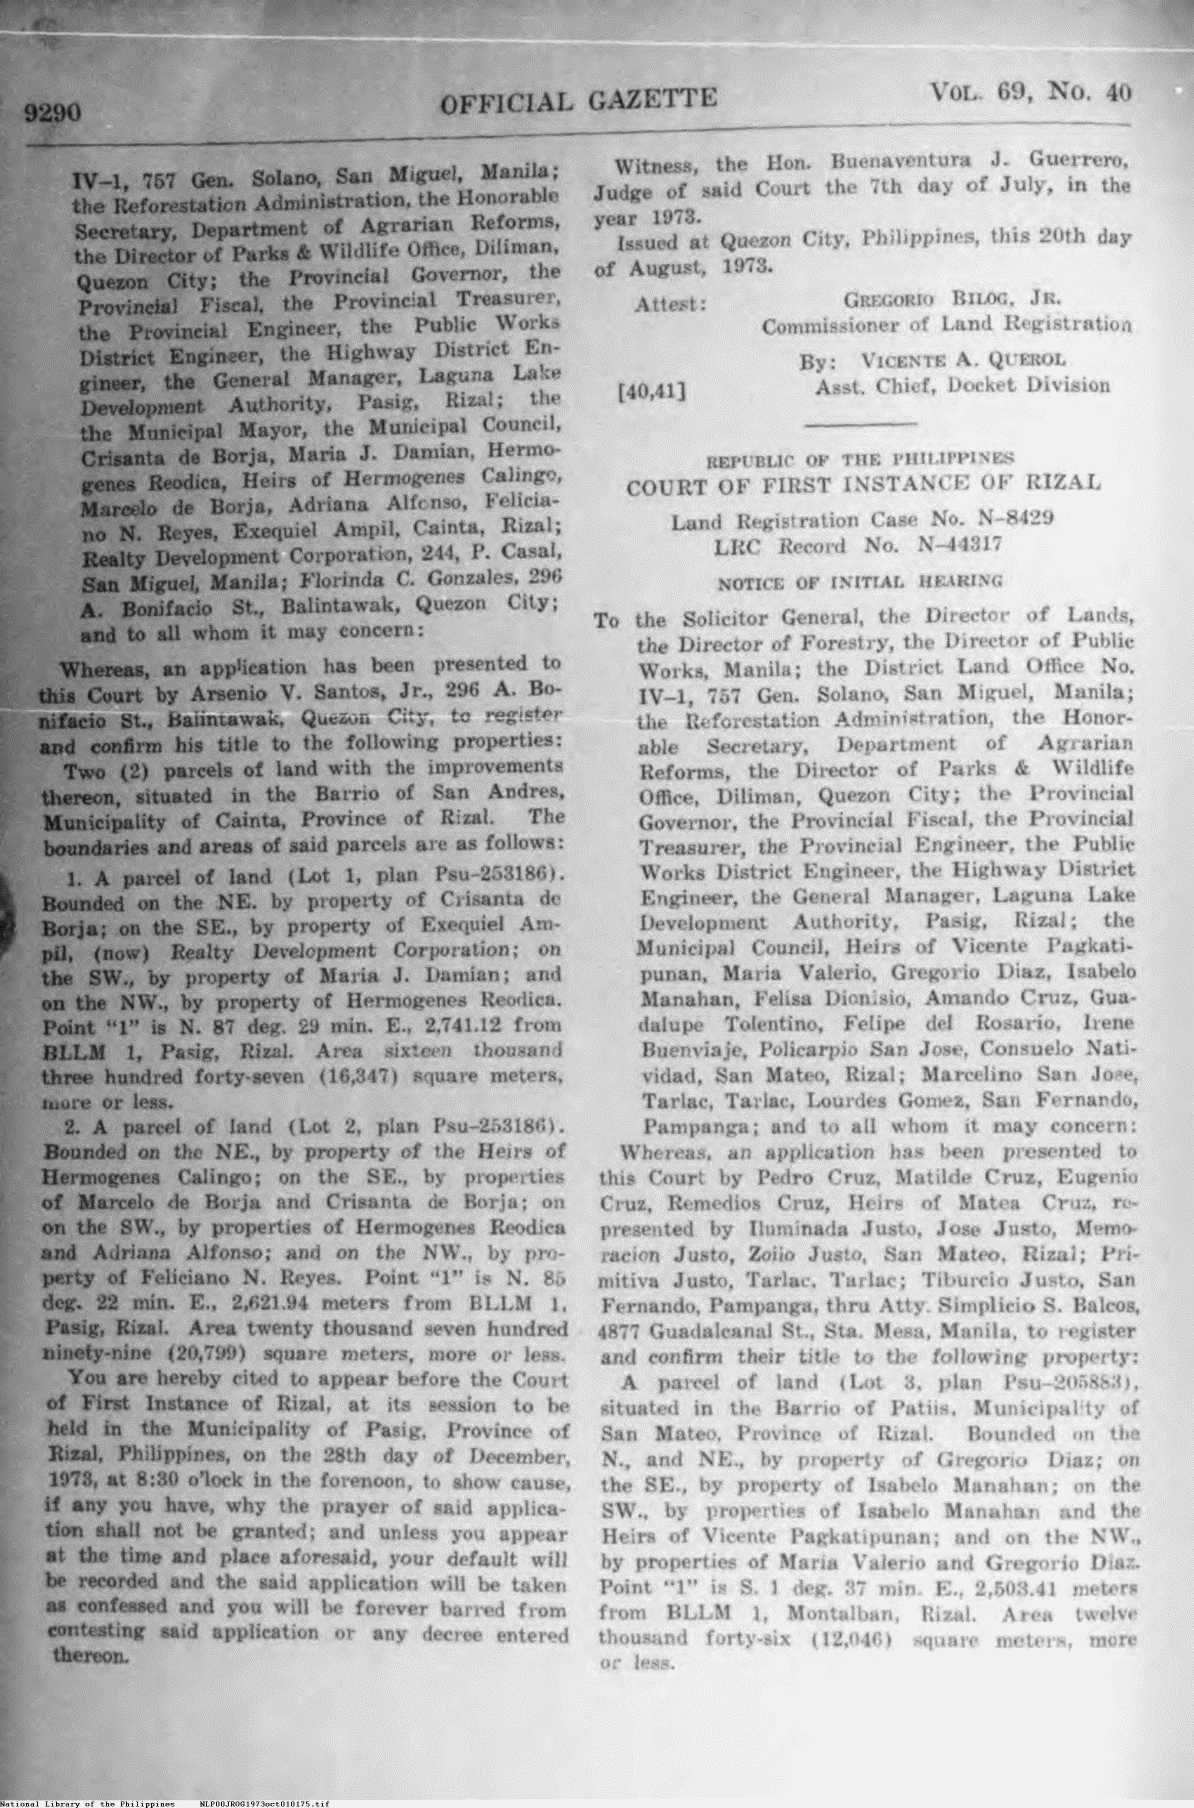 9290
OFFICIAL GAZETTE
VOL. 69, No. 40
IV–1, 757 Gen. Solano, San Miguel, Manila;
the Reforestation Administration, the Honorable
Secretary, Department of Agrarian Reforms,
the Director of Parks & Wildlife Office, Diliman,
Quezon City; the Provincial Governor, the
Provincial Fiscal, the Provincial Treasurer,
the Provincial Engineer, the Public Works
District Engineer, the Highway District En-
gineer, the General Manager, Laguna Lake
Development Authority, Pasig, Rizal; the
the Municipal Mayor, the Municipal Council,
Crisanta de Borja, Maria J. Damian, Hermo-
genes Reodica, Heirs of Hermogenes Calingo,
Marcelo de Borja, Adriana Alfonso, Felicia-
no N. Reyes, Exequiel Ampil, Cainta, Rizal;
Realty Development Corporation, 244, P. Casal,
San Miguel, Manila; Florinda C. Gonzales, 296
A. Bonifacio St., Balintawak, Quezon City;
and to all whom it may concern:
Whereas, an application has been presented to
this Court by Arsenio V. Santos, Jr., 296 A. Bo-
nifacio St., Balintawak, Quezon City, to register
and confirm his title to the following properties:
Two (2) parcels of land with the improvements
thereon, situated in the Barrio of San Andres,
Municipality of Cainta, Province of Rizal. The
boundaries and areas of said parcels are as follows:
1. A parcel of land (Lot 1, plan Psu–253186).
Bounded on the NE. by property of Crisanta de
Borja; on the SE., by property of Exequiel Am-
pil, (now) Realty Development Corporation; on
the SW., by property of Maria J. Damian; and
on the NW., by property of Hermogenes Reodica.
Point "1" is N. 87 deg. 29 min. E., 2,741.12 from
BLLM 1, Pasig, Rizal. Area sixteen thousand
three hundred forty-seven (16,347) square meters,
more or less.
2. A parcel of land (Lot 2, plan Psu–253186).
Bounded on the NE., by property of the Heirs of
Hermogenes Calingo; on the SE., by properties
of Marcelo de Borja and Crisanta de Borja; on
on the SW., by properties of Hermogenes Reodica
and Adriana Alfonso; and on the NW., by pro-
perty of Feliciano N. Reyes. Point "1" is N. 85
deg. 22 min. E., 2,621.94 meters from BLLM 1,
Pasig, Rizal. Area twenty thousand seven hundred
ninety-nine (20,799) square meters, more or less.
You are hereby cited to appear before the Court
of First Instance of Rizal, at its session to be
held in the Municipality of Pasig, Province of
Rizal, Philippines, on the 28th day of December,
1973, at 8:30 o'lock in the forenoon, to show cause,
if any you have, why the prayer of said applica-
tion shall not be granted; and unless you appear
at the time and place aforesaid, your default will
be recorded and the said application will be taken
as confessed and you will be forever barred from
contesting said application or any decree entered
thereon.
Witness, the Hon. Buenaventura J. Guerrero,
Judge of said Court the 7th day of July, in the
year 1973.
Issued at Quezon City, Philippines, this 20th day
of August, 1973.
Attest:
GREGORIO BILOG, JR.
Commissioner of Land Registration
By: VICENTE A. QUEROL
[40,41]
Asst. Chief, Docket Division
REPUBLIC OF THE PHILIPPINES
COURT OF FIRST INSTANCE OF RIZAL
Land Registration Case No. N–8429
LRC Record No. N–44317
NOTICE OF INITIAL HEARING
To the Solicitor General, the Director of Lands,
the Director of Forestry, the Director of Public
Works, Manila; the District Land Office No.
IV–1, 757 Gen. Solano, San Miguel, Manila;
the Reforestation Administration, the Honor-
able Secretary, Department of Agrarian
Reforms, the Director of Parks & Wildlife
Office, Diliman, Quezon City; the Provincial
Governor, the Provincial Fiscal, the Provincial
Treasurer, the Provincial Engineer, the Public
Works District Engineer, the Highway District
Engineer, the General Manager, Laguna Lake
Development Authority, Pasig, Rizal; the
Municipal Council, Heirs of Vicente Pagkati-
punan, Maria Valerio, Gregorio Diaz, Isabelo
Manahan, Felisa Dionisio, Amando Cruz, Gua-
dalupe Tolentino, Felipe del Rosario, Irene
Buenviaje, Policarpio San Jose, Consuelo Nati-
vidad, San Mateo, Rizal; Marcelino San Jose,
Tarlac, Tarlac, Lourdes Gomez, San Fernando,
Pampanga; and to all whom it may concern:
Whereas, an application has been presented to
this Court by Pedro Cruz, Matilde Cruz, Eugenio
Cruz, Remedios Cruz, Heirs of Matea Cruz, re-
presented by Iluminada Justo, Jose Justo, Memo-
racion Justo, Zoilo Justo, San Mateo, Rizal; Pri-
mitiva Justo, Tarlac, Tarlac; Tiburcio Justo, San
Fernando, Pampanga, thru Atty. Simplicio S. Balcos,
4877 Guadalcanal St., Sta. Mesa, Manila, to register
and confirm their title to the following property:
A parcel of land (Lot 3, plan Psu–205883),
situated in the Barrio of Patiis, Municipality of
San Mateo, Province of Rizal. Bounded on the
N., and NE., by property of Gregorio Diaz; on
the SE., by property of Isabelo Manahan; on the
SW., by properties of Isabelo Manahan and the
Heirs of Vicente Pagkatipunan; and on the NW.,
by properties of Maria Valerio and Gregorio Diaz.
Point "1" is S. 1 deg. 37 min. E., 2,503.41 meters
from BLLM 1, Montalban, Rizal. Area twelve
thousand forty-six (12,046) square meters, more
or less.
National Library of the Philippines NLP00JROG1973oct010175.tif